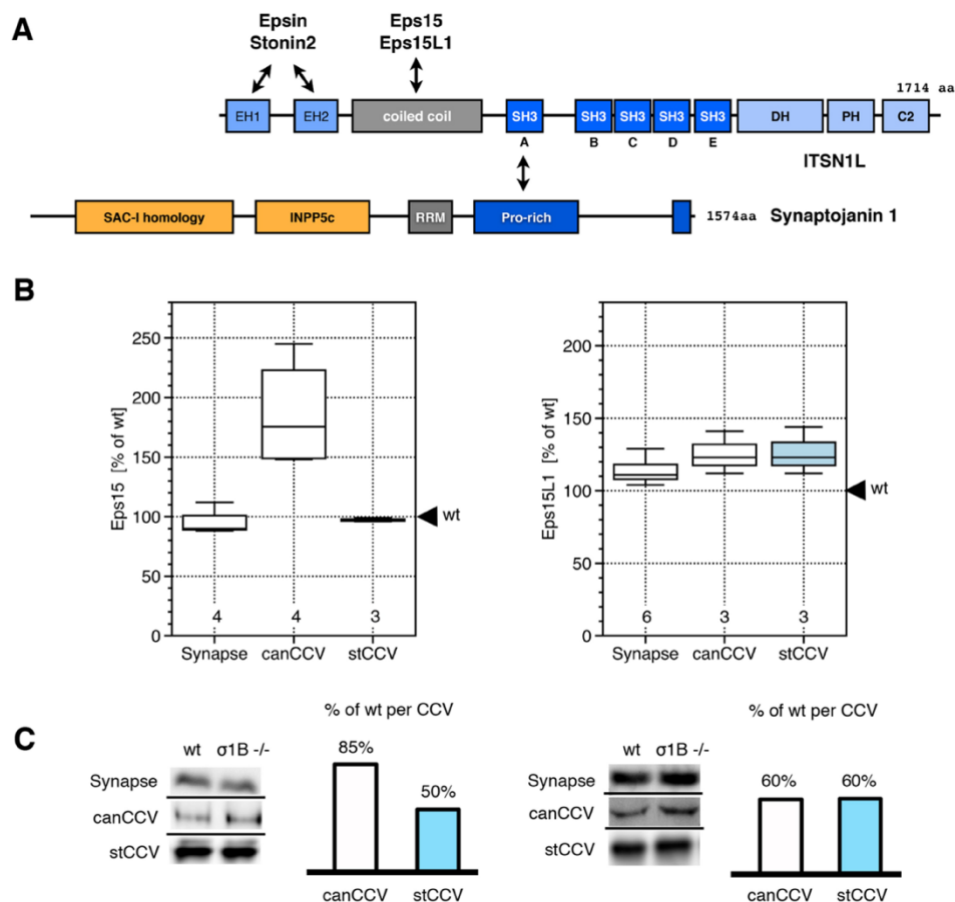 A
Epsin
Stonin2
Eps15
Eps15L1
1714 aa
EH1 EH2 coiled coil SH3 SH3 SH3 SH3 SH3 DH PH C2
A B C D E
ITSN1L
SAC-I homology INPP5c RRM Pro-rich 1574aa Synaptojanin 1
B
Eps15 [% of wt]
250
200
150
100
50
0
4 4 3
Synapse canCCV stCCV
wt
Eps15L1 [% of wt]
200
150
100
50
0
6 3 3
Synapse canCCV stCCV
wt
C
wt σ1B -/-
Synapse
canCCV
stCCV
% of wt per CCV
85%
50%
canCCV stCCV
wt σ1B -/-
Synapse
canCCV
stCCV
% of wt per CCV
60% 60%
canCCV stCCV